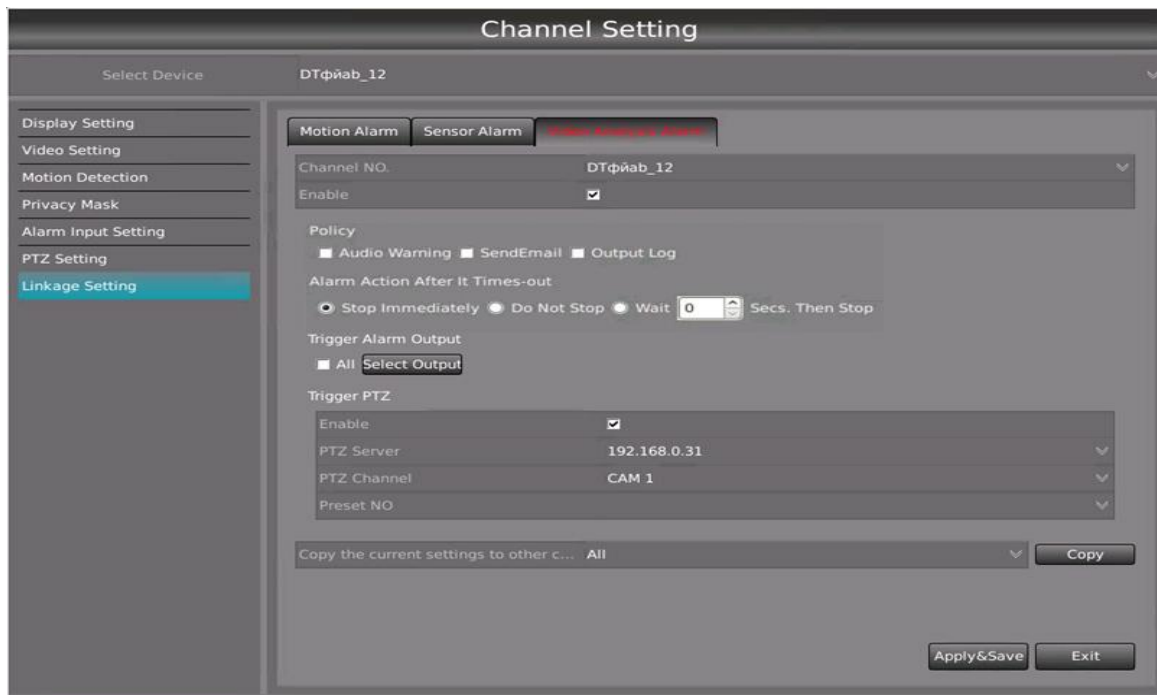 Channel Setting
Select Device DTфйab_12
Display Setting
Video Setting
Motion Detection
Privacy Mask
Alarm Input Setting
PTZ Setting
Linkage Setting
Motion Alarm Sensor Alarm Video Analysis Alarm
Channel NO. DTфйab_12
Enable
Policy
Audio Warning SendEmail Output Log
Alarm Action After It Times-out
Stop Immediately Do Not Stop Wait 0 Secs. Then Stop
Trigger Alarm Output
All Select Output
Trigger PTZ
Enable
PTZ Server 192.168.0.31
PTZ Channel CAM 1
Preset NO
Copy the current settings to other c... All Copy
Apply&Save Exit